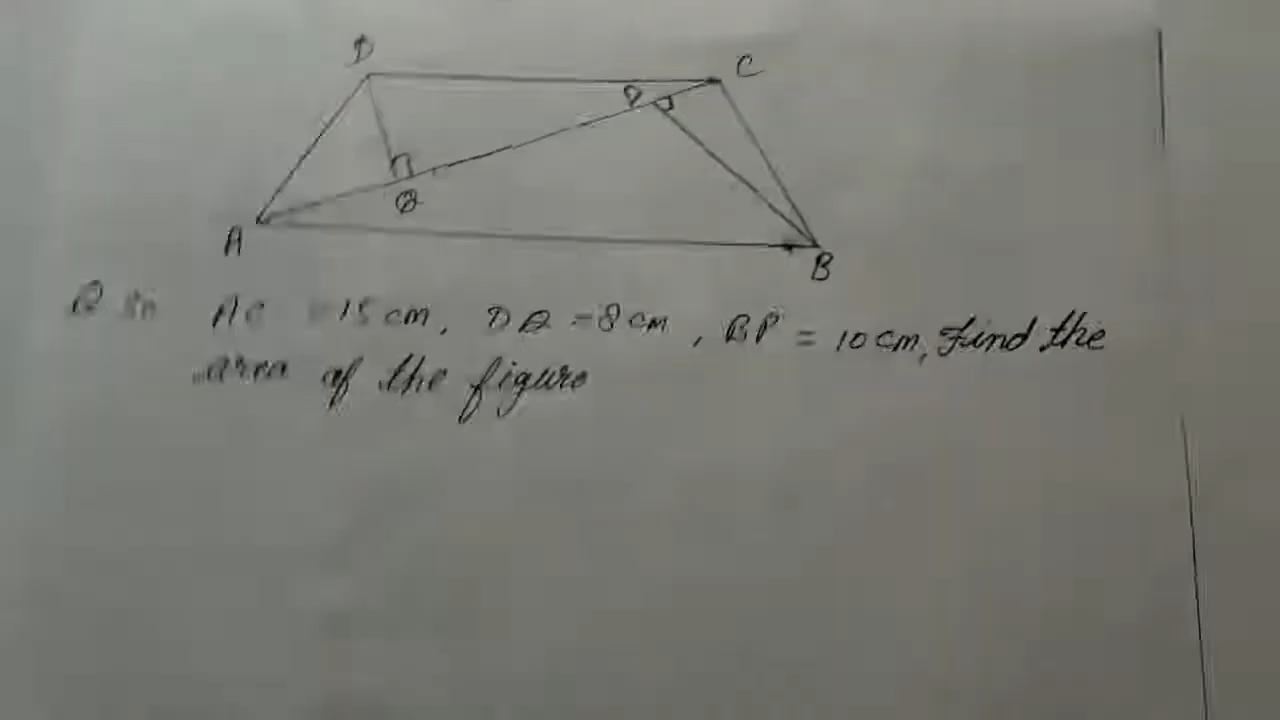 D
C
P
Q
A
B
Q In AC = 15 cm, DQ = 8 cm, BP = 10 cm, Find the
area of the figure